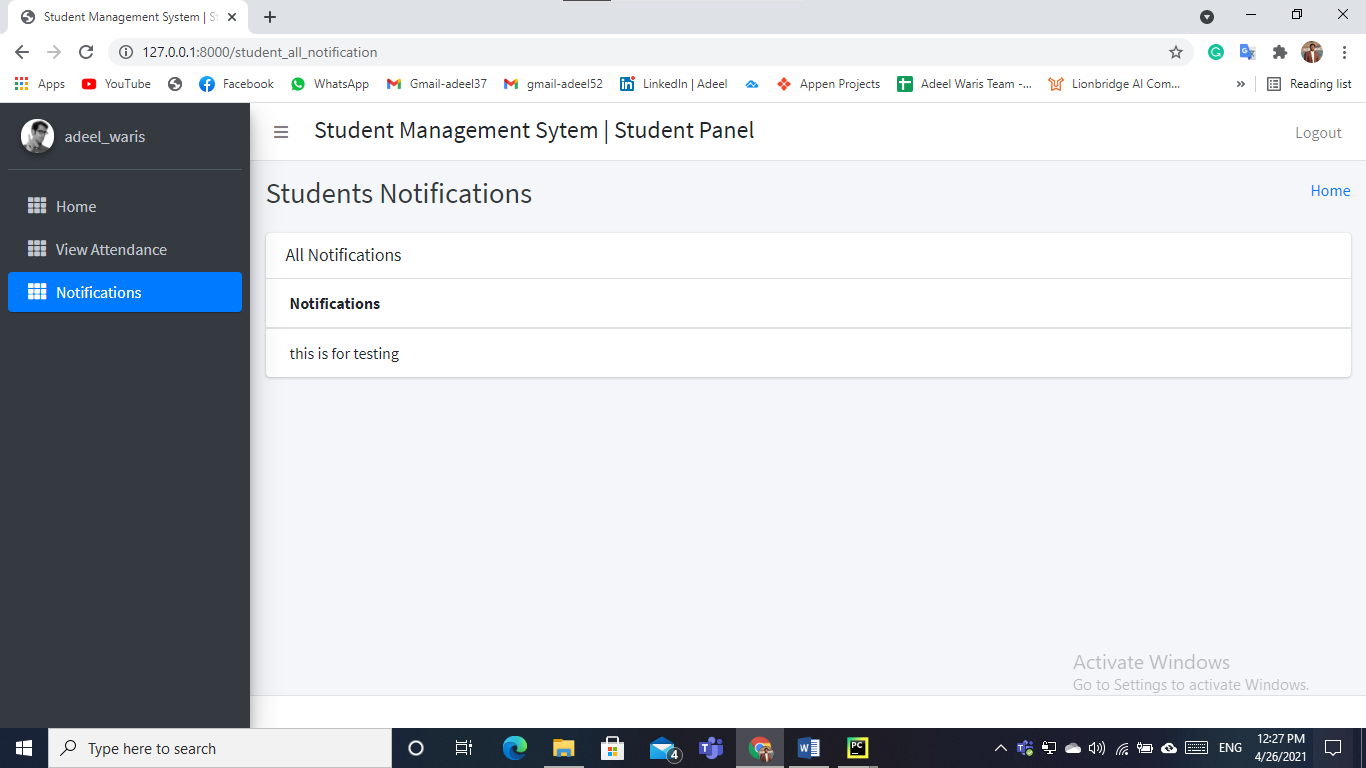 Student Management System | St
127.0.0.1:8000/student_all_notification
Apps YouTube Facebook WhatsApp Gmail-adeel37 gmail-adeel52 LinkedIn | Adeel Appen Projects Adeel Waris Team -... Lionbridge AI Com... » Reading list
adeel_waris
Student Management Sytem | Student Panel
Logout
Home
View Attendance
Notifications
Students Notifications
Home
All Notifications
Notifications
this is for testing
Activate Windows
Go to Settings to activate Windows.
Type here to search
4
PC
ENG
12:27 PM
4/26/2021